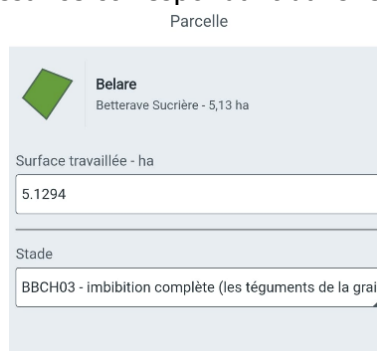 Parcelle
Belare
Betterave Sucrière - 5,13 ha
Surface travaillée - ha
5.1294
Stade
BBCH03 - imbibition complète (les téguments de la grai